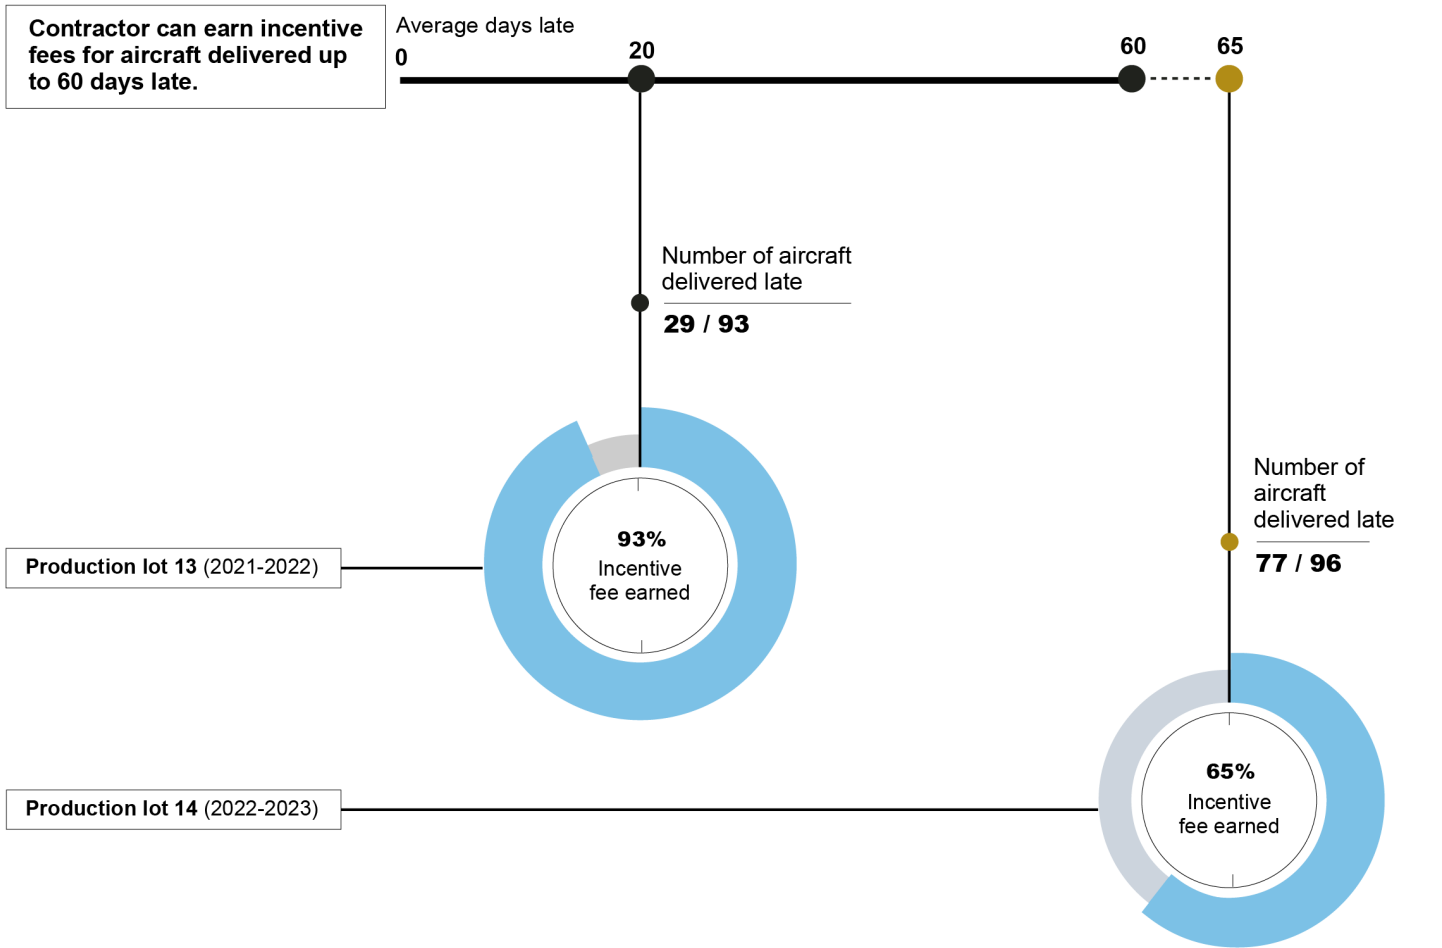 Contractor can earn incentive
fees for aircraft delivered up
to 60 days late.
Average days late
0
20
60
65
Number of aircraft
delivered late
29 / 93
Number of
aircraft
delivered late
77 / 96
93%
Incentive
fee earned
Production lot 13 (2021-2022)
65%
Incentive
fee earned
Production lot 14 (2022-2023)